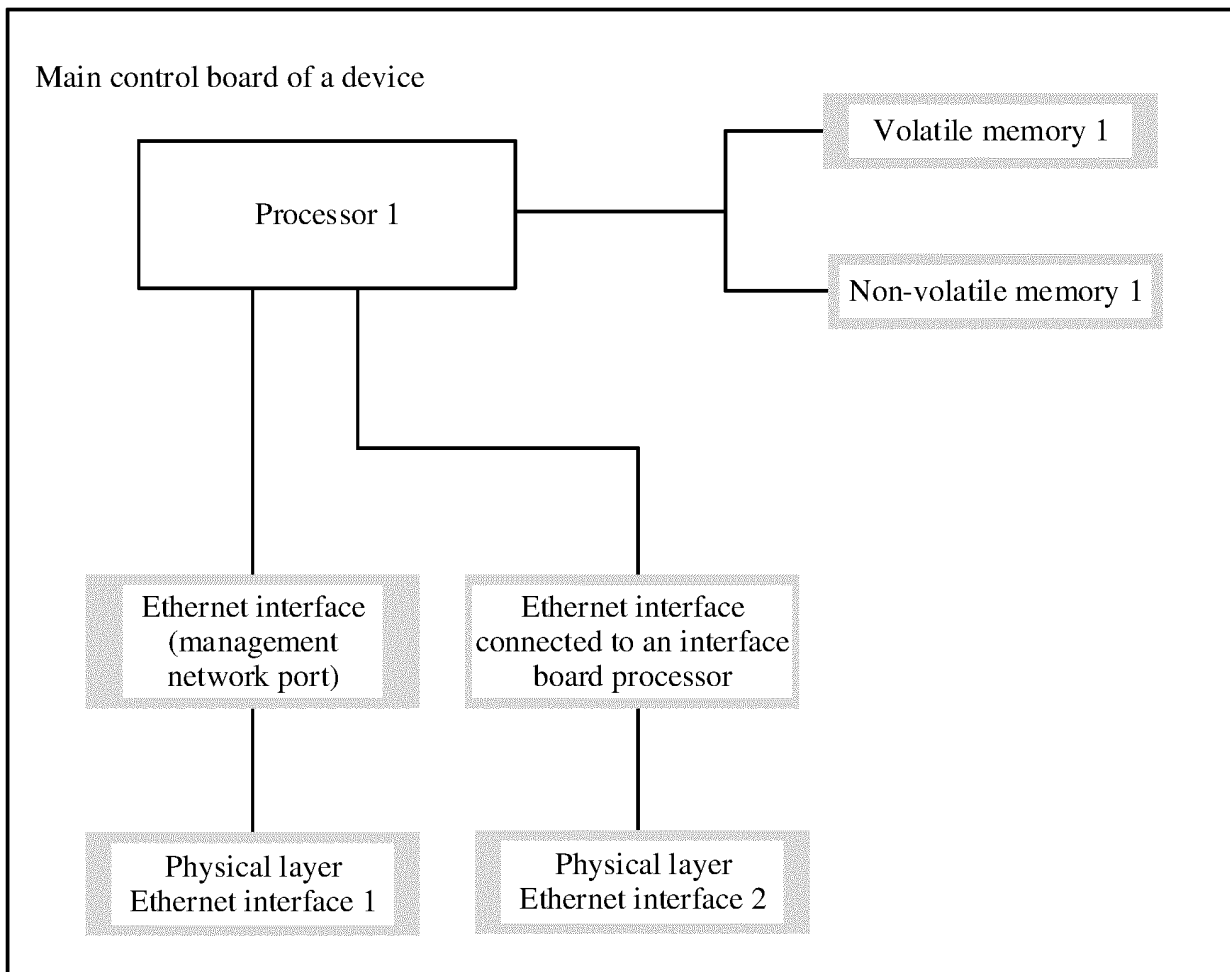 Main control board of a device
Volatile memory 1
Processor 1
Non-volatile memory 1
Ethernet interface
(management
network port)
Ethernet interface
connected to an interface
board processor
Physical layer
Ethernet interface 1
Physical layer
Ethernet interface 2